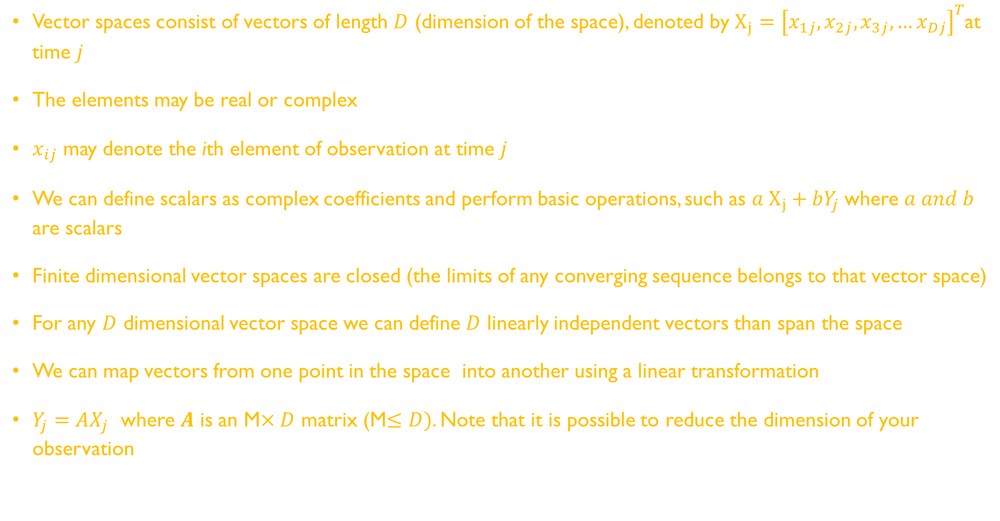 • Vector spaces consist of vectors of length D (dimension of the space), denoted by X_j = [x_{1j}, x_{2j}, x_{3j}, … x_{Dj}]^T at
time j
• The elements may be real or complex
• x_{ij} may denote the ith element of observation at time j
• We can define scalars as complex coefficients and perform basic operations, such as a X_j + bY_j where a and b
are scalars
• Finite dimensional vector spaces are closed (the limits of any converging sequence belongs to that vector space)
• For any D dimensional vector space we can define D linearly independent vectors than span the space
• We can map vectors from one point in the space into another using a linear transformation
• Y_j = AX_j where A is an M× D matrix (M≤ D). Note that it is possible to reduce the dimension of your
observation